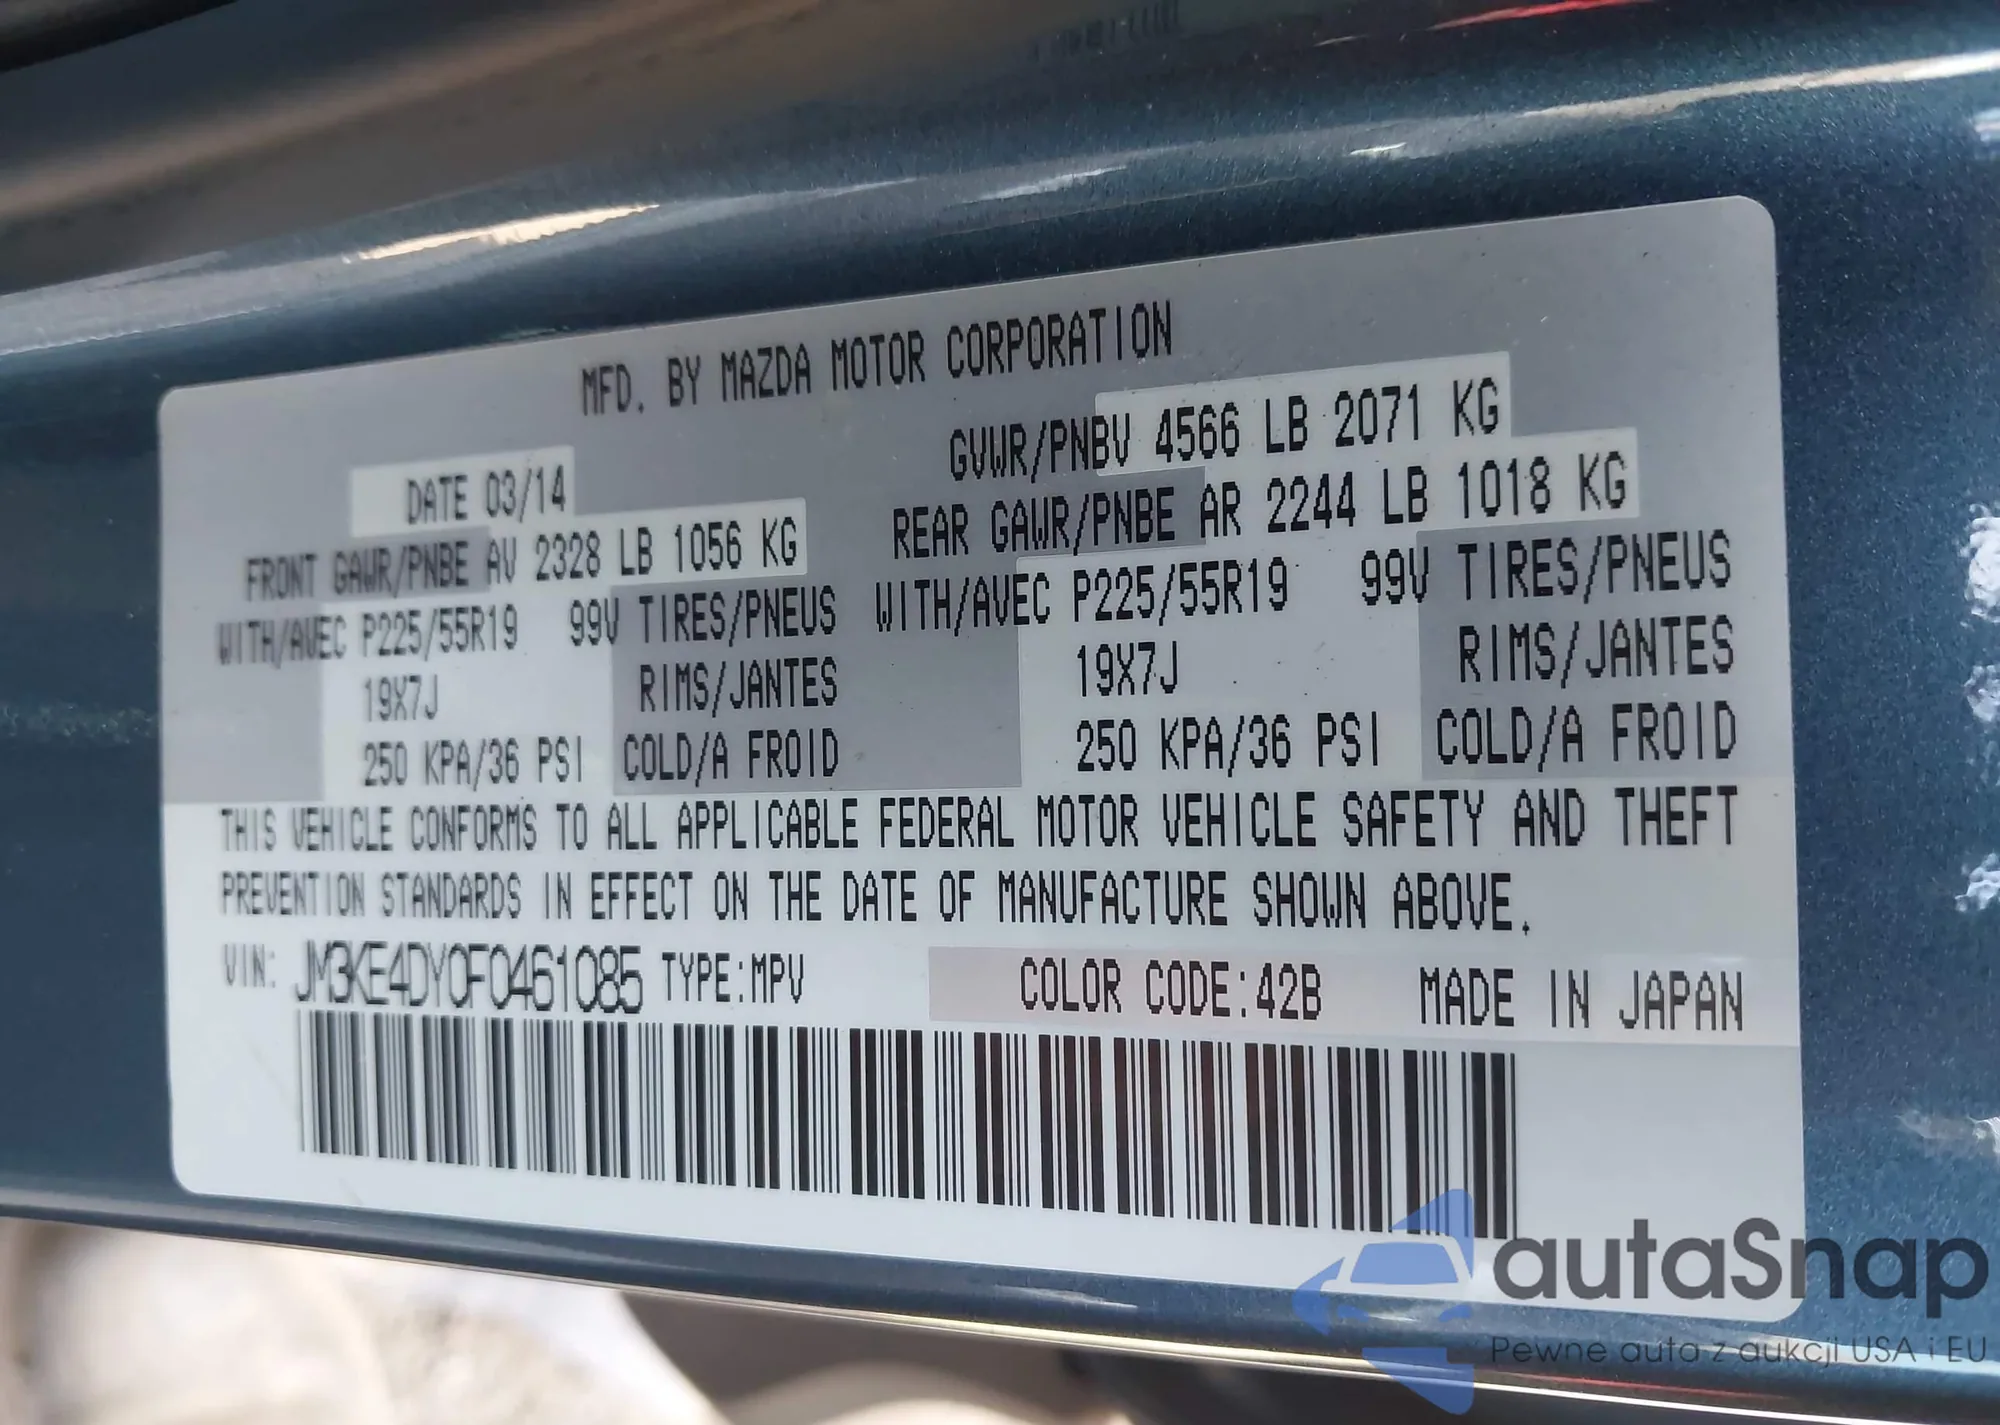 MFD. BY MAZDA MOTOR CORPORATION
DATE 03/14 GVWR/PNBV 4566 LB 2071 KG
FRONT GAWR/PNBE AV 2328 LB 1056 KG REAR GAWR/PNBE AR 2244 LB 1018 KG
WITH/AVEC P225/55R19 99V TIRES/PNEUS WITH/AVEC P225/55R19 99V TIRES/PNEUS
19X7J RIMS/JANTES 19X7J RIMS/JANTES
250 KPA/36 PSI COLD/A FROID 250 KPA/36 PSI COLD/A FROID
THIS VEHICLE CONFORMS TO ALL APPLICABLE FEDERAL MOTOR VEHICLE SAFETY AND THEFT
PREVENTION STANDARDS IN EFFECT ON THE DATE OF MANUFACTURE SHOWN ABOVE.
VIN: JM3KE4DY0F0461085 TYPE:MPV COLOR CODE:42B MADE IN JAPAN
autaSnap
Pewne auta z aukcji USA i EU